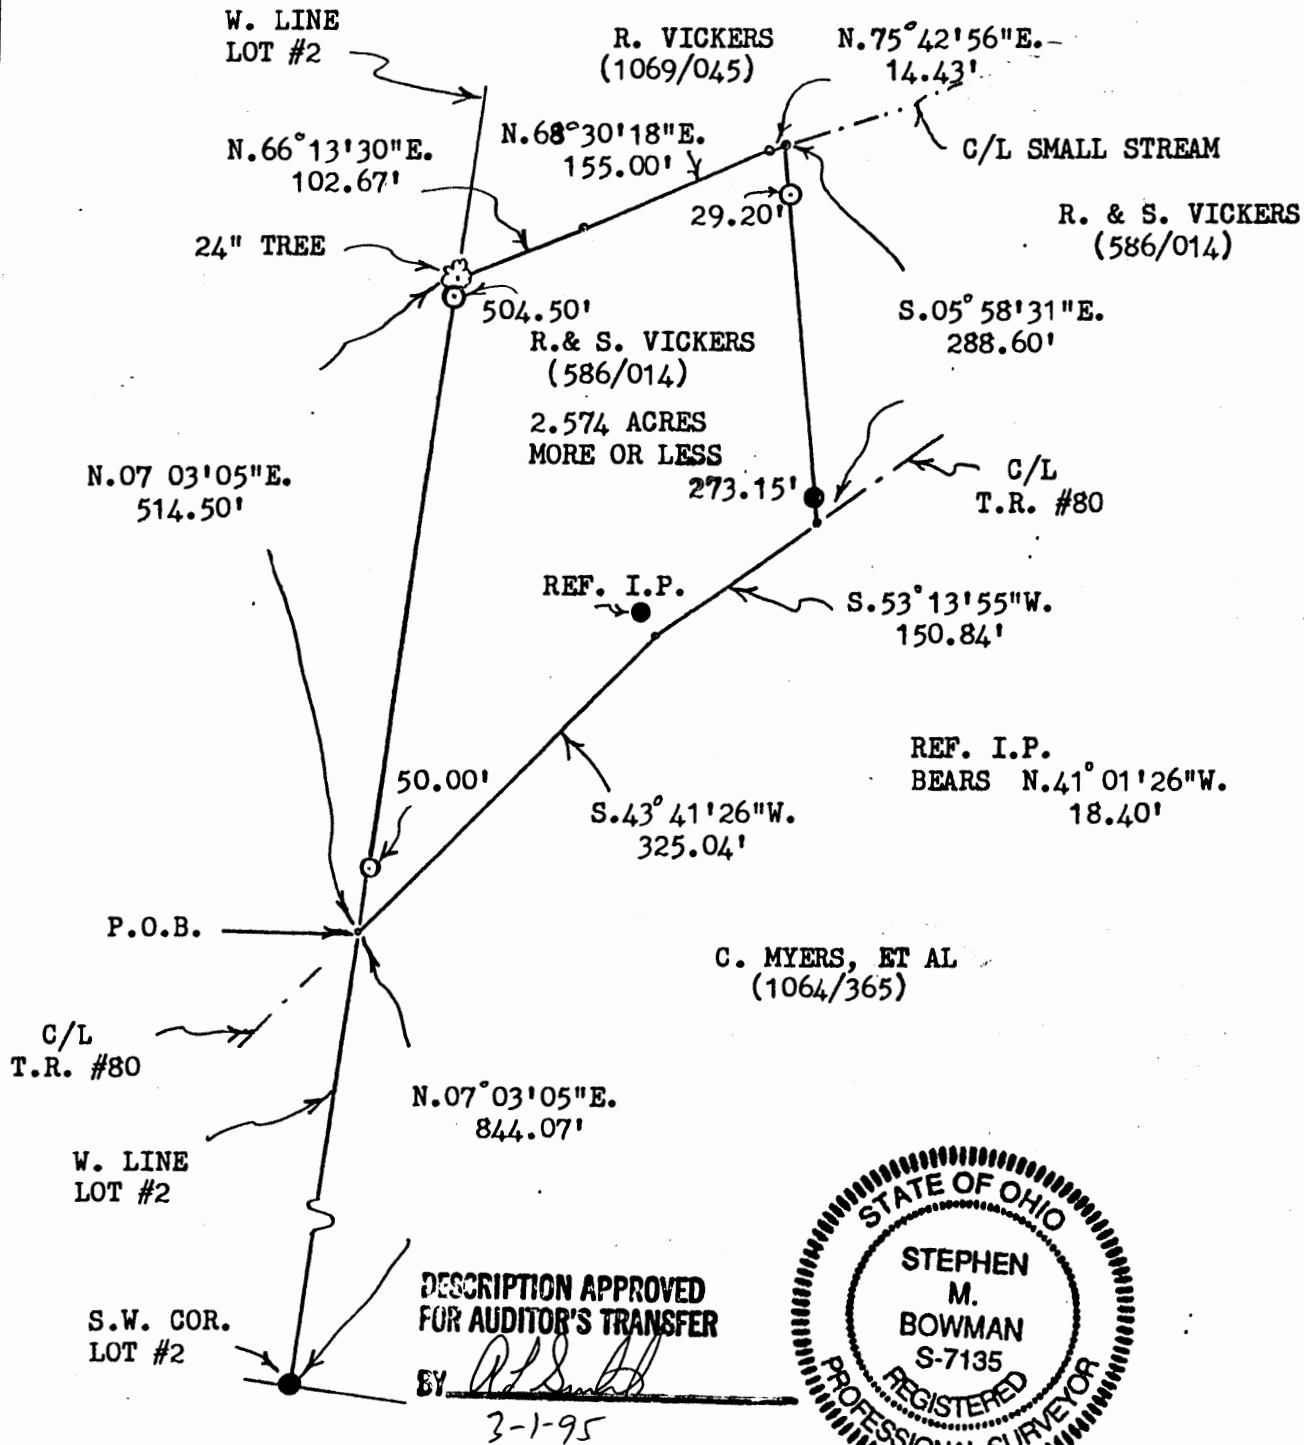 W. LINE
LOT #2
R. VICKERS
(1069/045)
N.75°42'56"E.
14.43'
N.66°13'30"E.
102.67'
N.68°30'18"E.
155.00'
C/L SMALL STREAM
29.20'
R. & S. VICKERS
(586/014)
24" TREE
504.50'
S.05°58'31"E.
288.60'
R.& S. VICKERS
(586/014)
2.574 ACRES
MORE OR LESS
N.07 03'05"E.
514.50'
273.15'
C/L
T.R. #80
REF. I.P.
S.53°13'55"W.
150.84'
REF. I.P.
BEARS N.41°01'26"W.
18.40'
50.00'
S.43°41'26"W.
325.04'
P.O.B.
C. MYERS, ET AL
(1064/365)
C/L
T.R. #80
N.07°03'05"E.
844.07'
W. LINE
LOT #2
S.W. COR.
LOT #2
DESCRIPTION APPROVED
FOR AUDITOR'S TRANSFER
BY
3-1-95
STATE OF OHIO
STEPHEN
M.
BOWMAN
S-7135
REGISTERED
PROFESSIONAL SURVEYOR